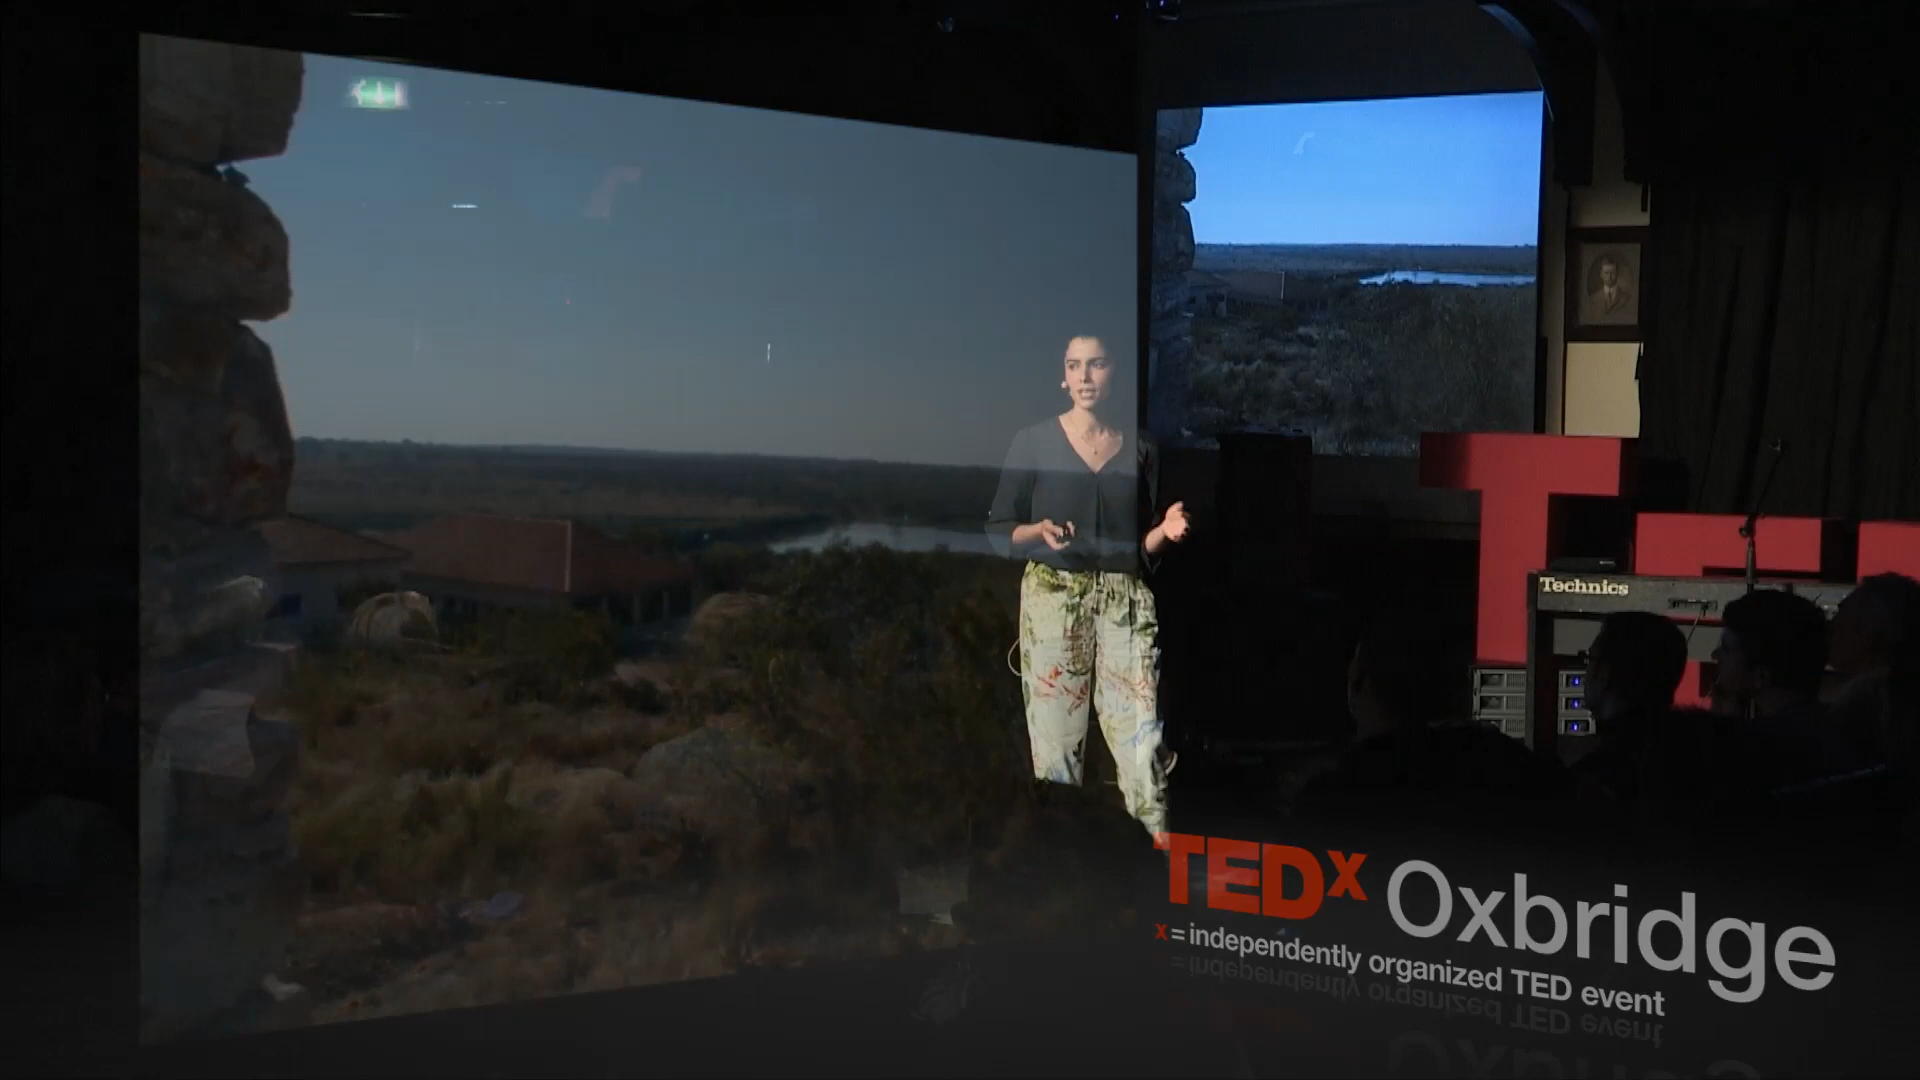 Technics
TEDx Oxbridge
x = independently organized TED event